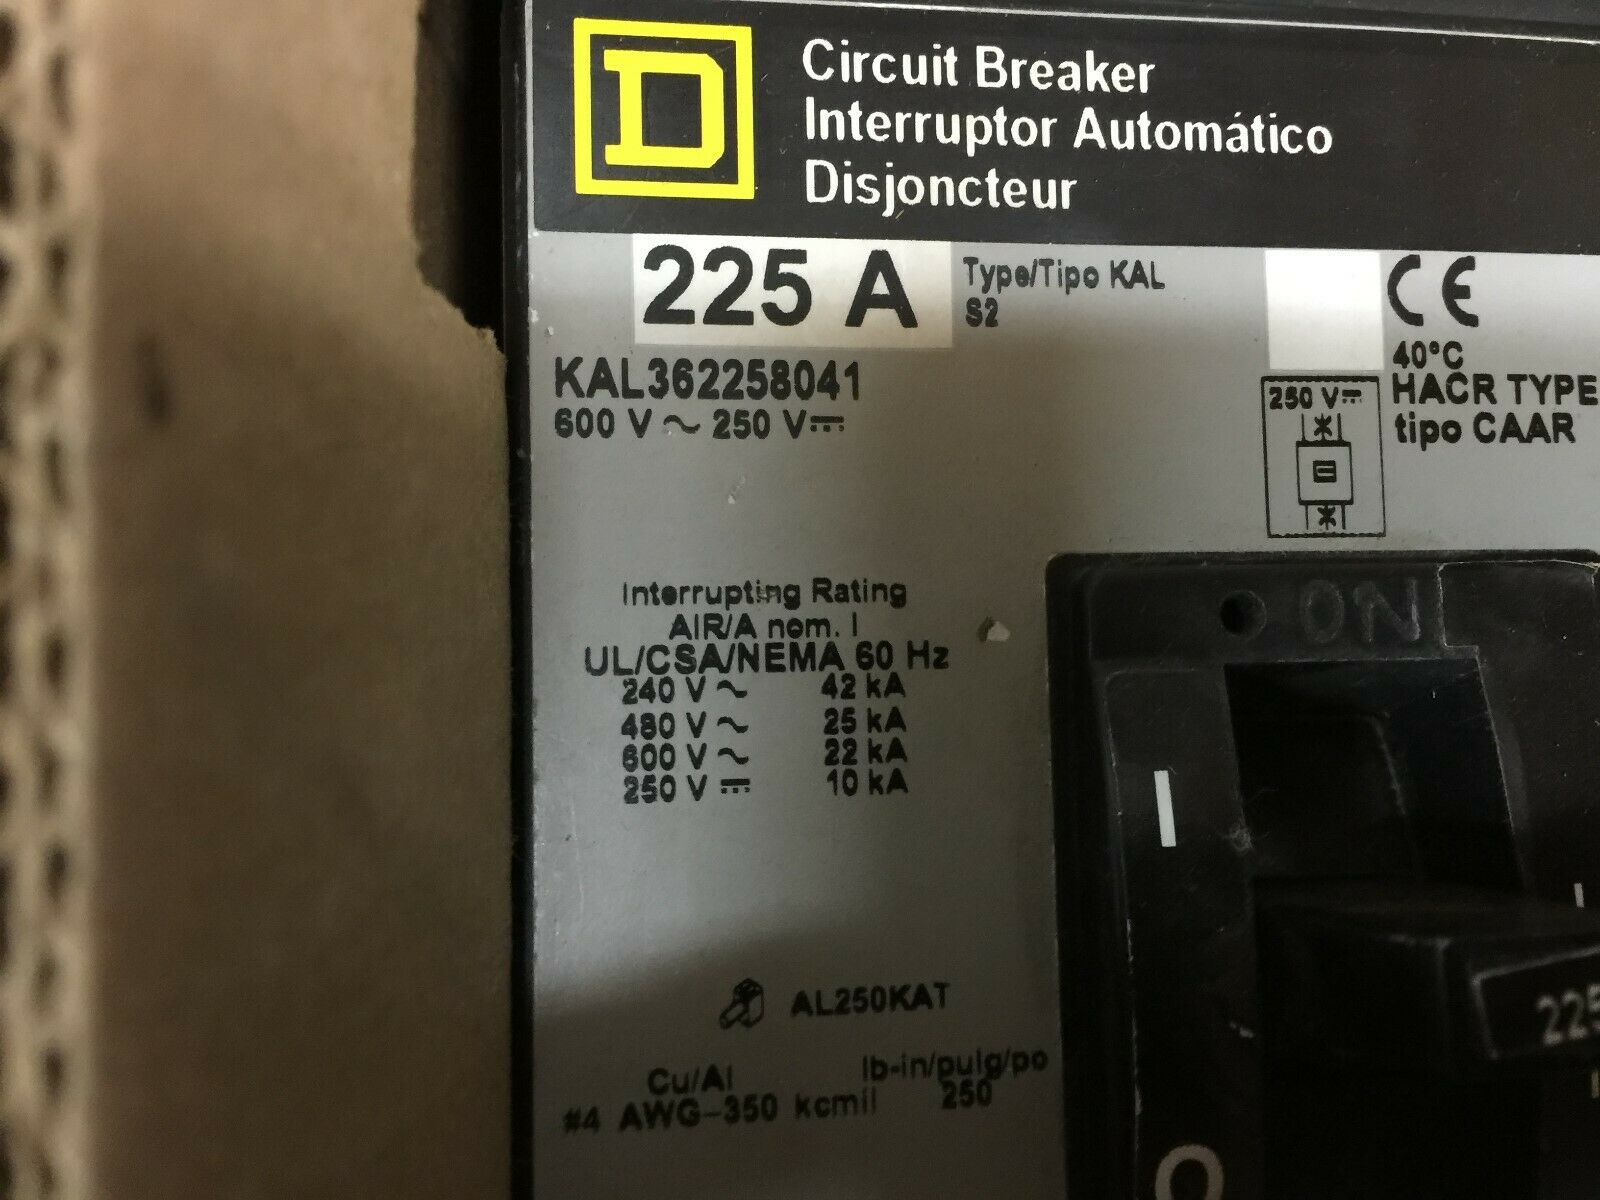 D
Circuit Breaker
Interruptor Automático
Disjoncteur
225 A
Type/Tipo KAL
S2
CE
40°C
HACR TYPE
tipo CAAR
KAL362258041
600 V ~ 250 V⎓
250 V⎓
Interrupting Rating
AIR/A nom. I
UL/CSA/NEMA 60 Hz
240 V ~ 42 kA
480 V ~ 25 kA
600 V ~ 22 kA
250 V ⎓ 10 kA
ON
I
225
O
AL250KAT
Cu/Al lb-in/pulg/po
#4 AWG–350 kcmil 250